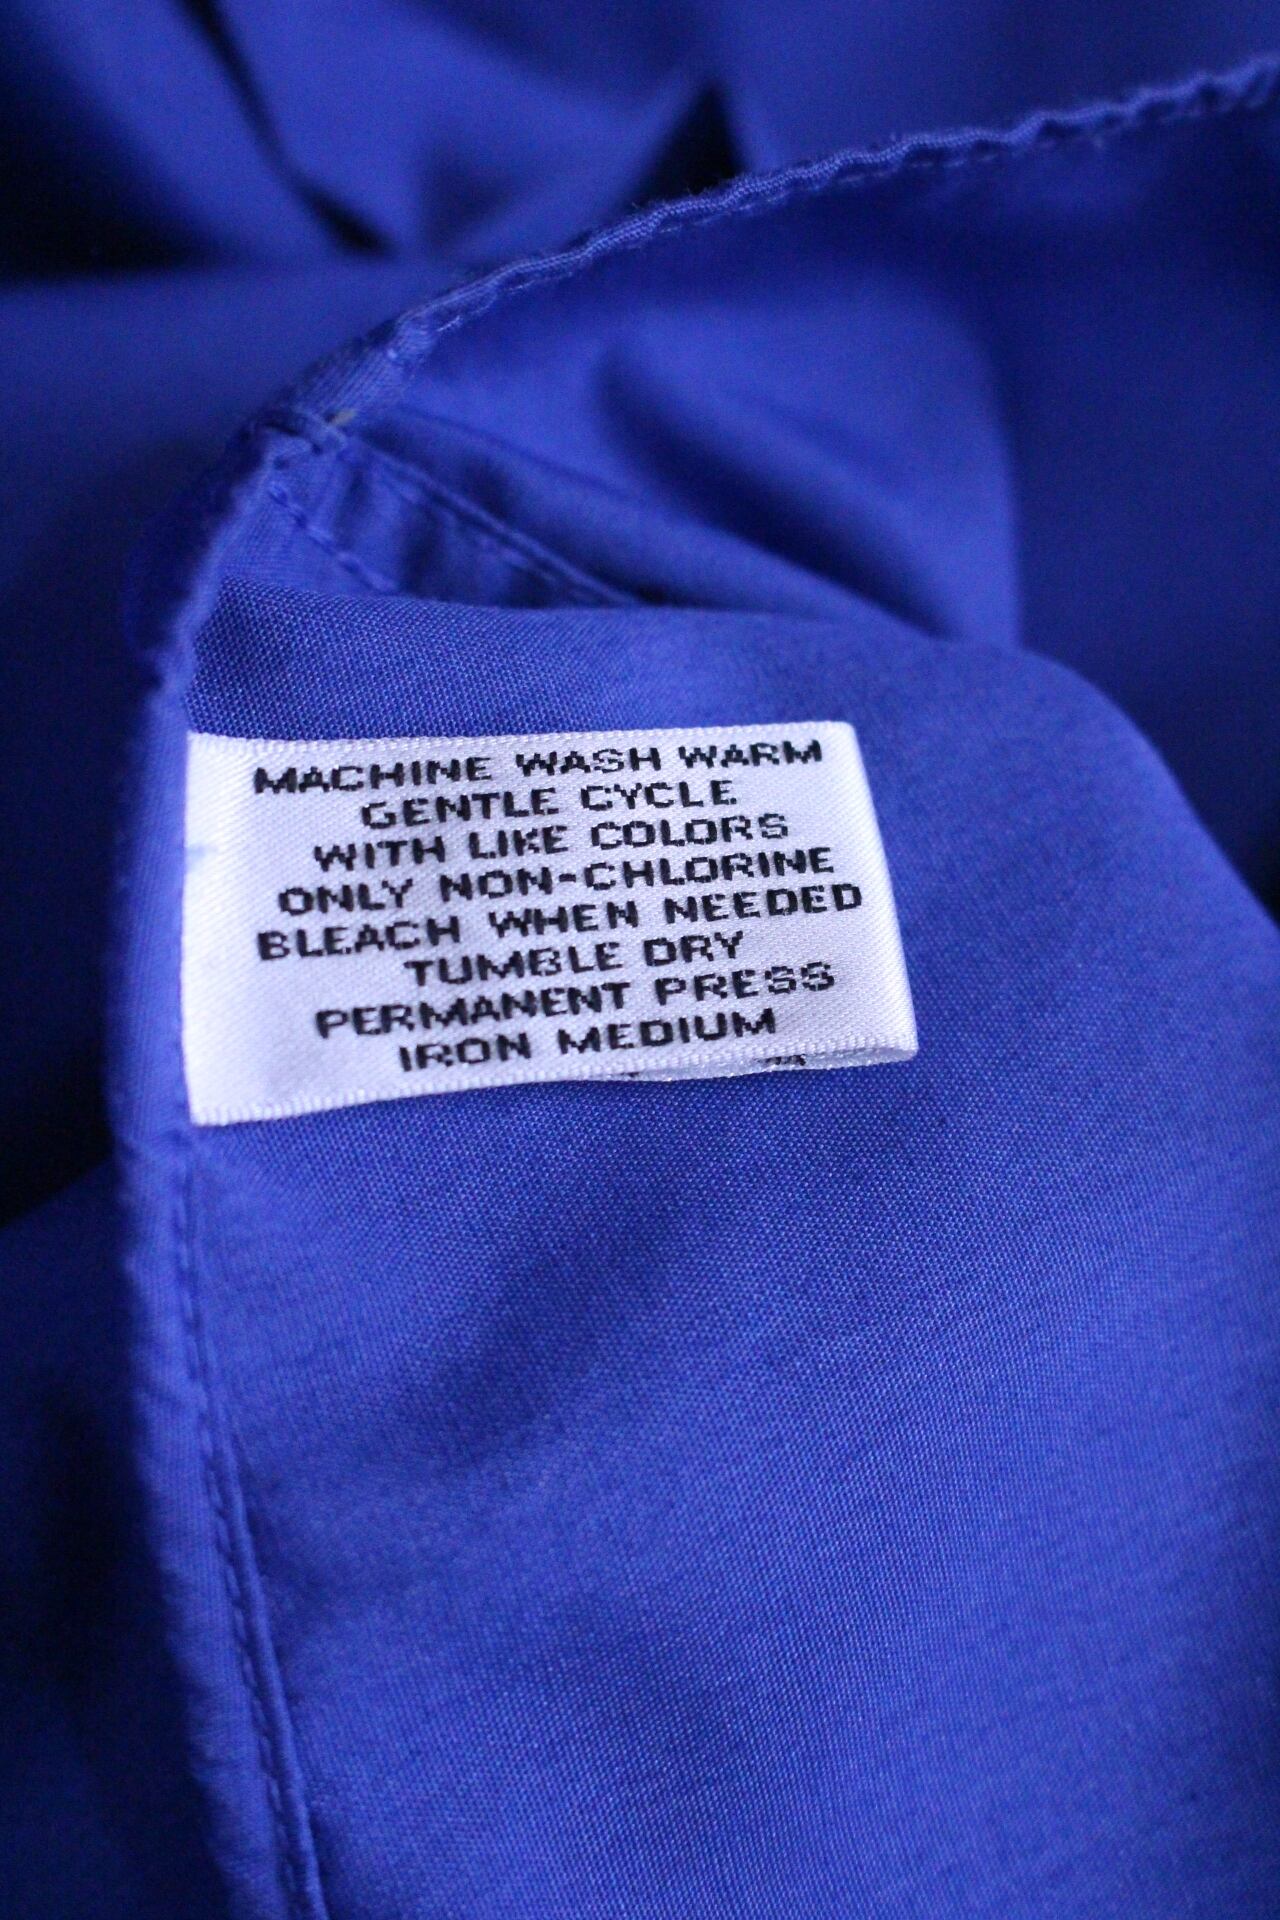 MACHINE WASH WARM
GENTLE CYCLE
WITH LIKE COLORS
ONLY NON-CHLORINE
BLEACH WHEN NEEDED
TUMBLE DRY
PERMANENT PRESS
IRON MEDIUM